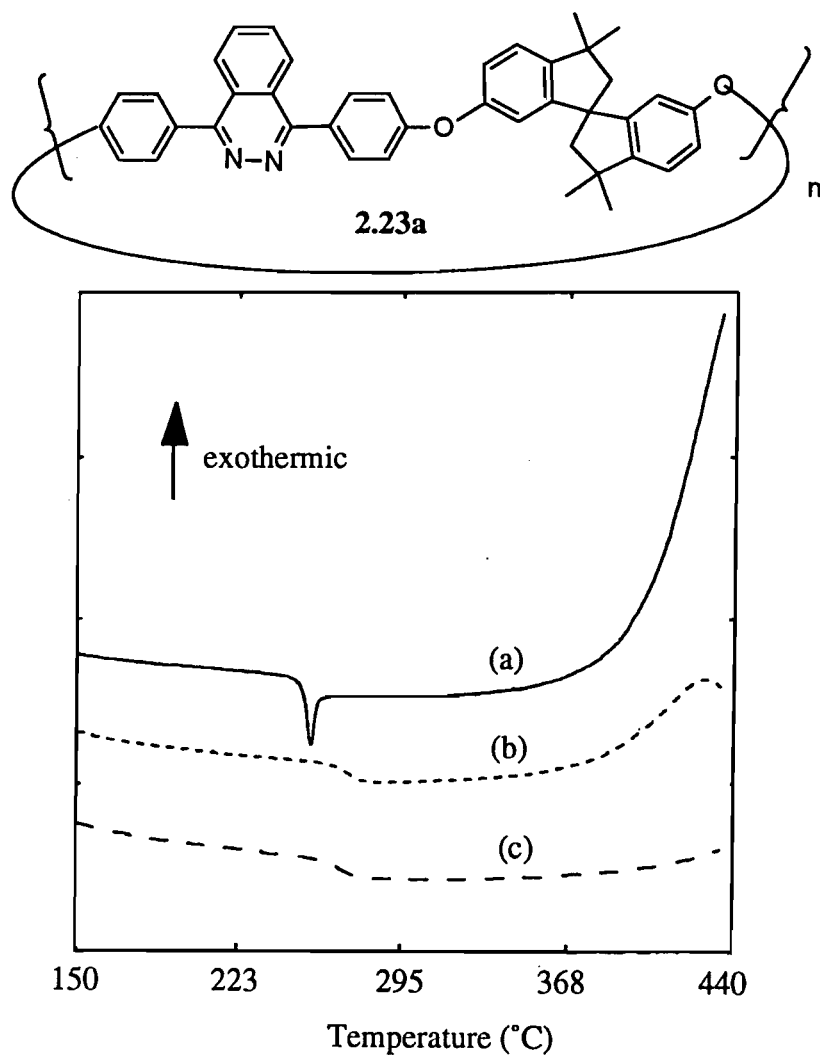 N N
O
O
n
2.23a
exothermic
(a)
(b)
(c)
150 223 295 368 440
Temperature (°C)